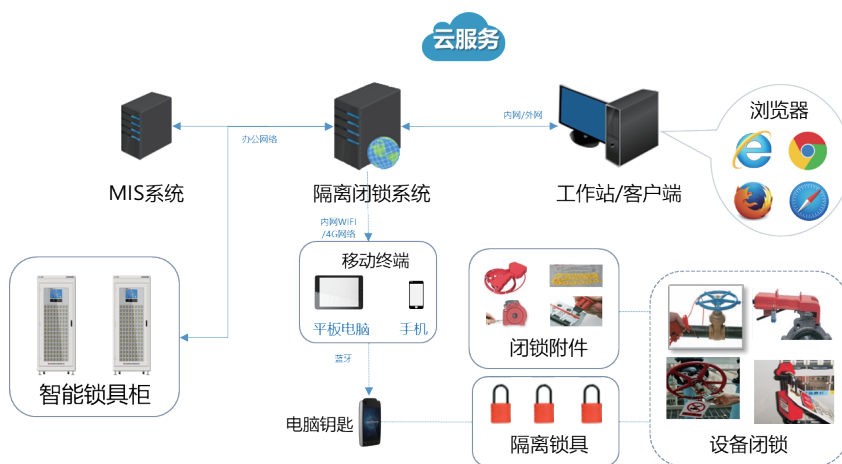 云服务
内网/外网
浏览器
办公网络
MIS系统
隔离闭锁系统
工作站/客户端
内网WIFI
/4G网络
移动终端
平板电脑
手机
闭锁附件
智能锁具柜
蓝牙
电脑钥匙
隔离锁具
设备闭锁